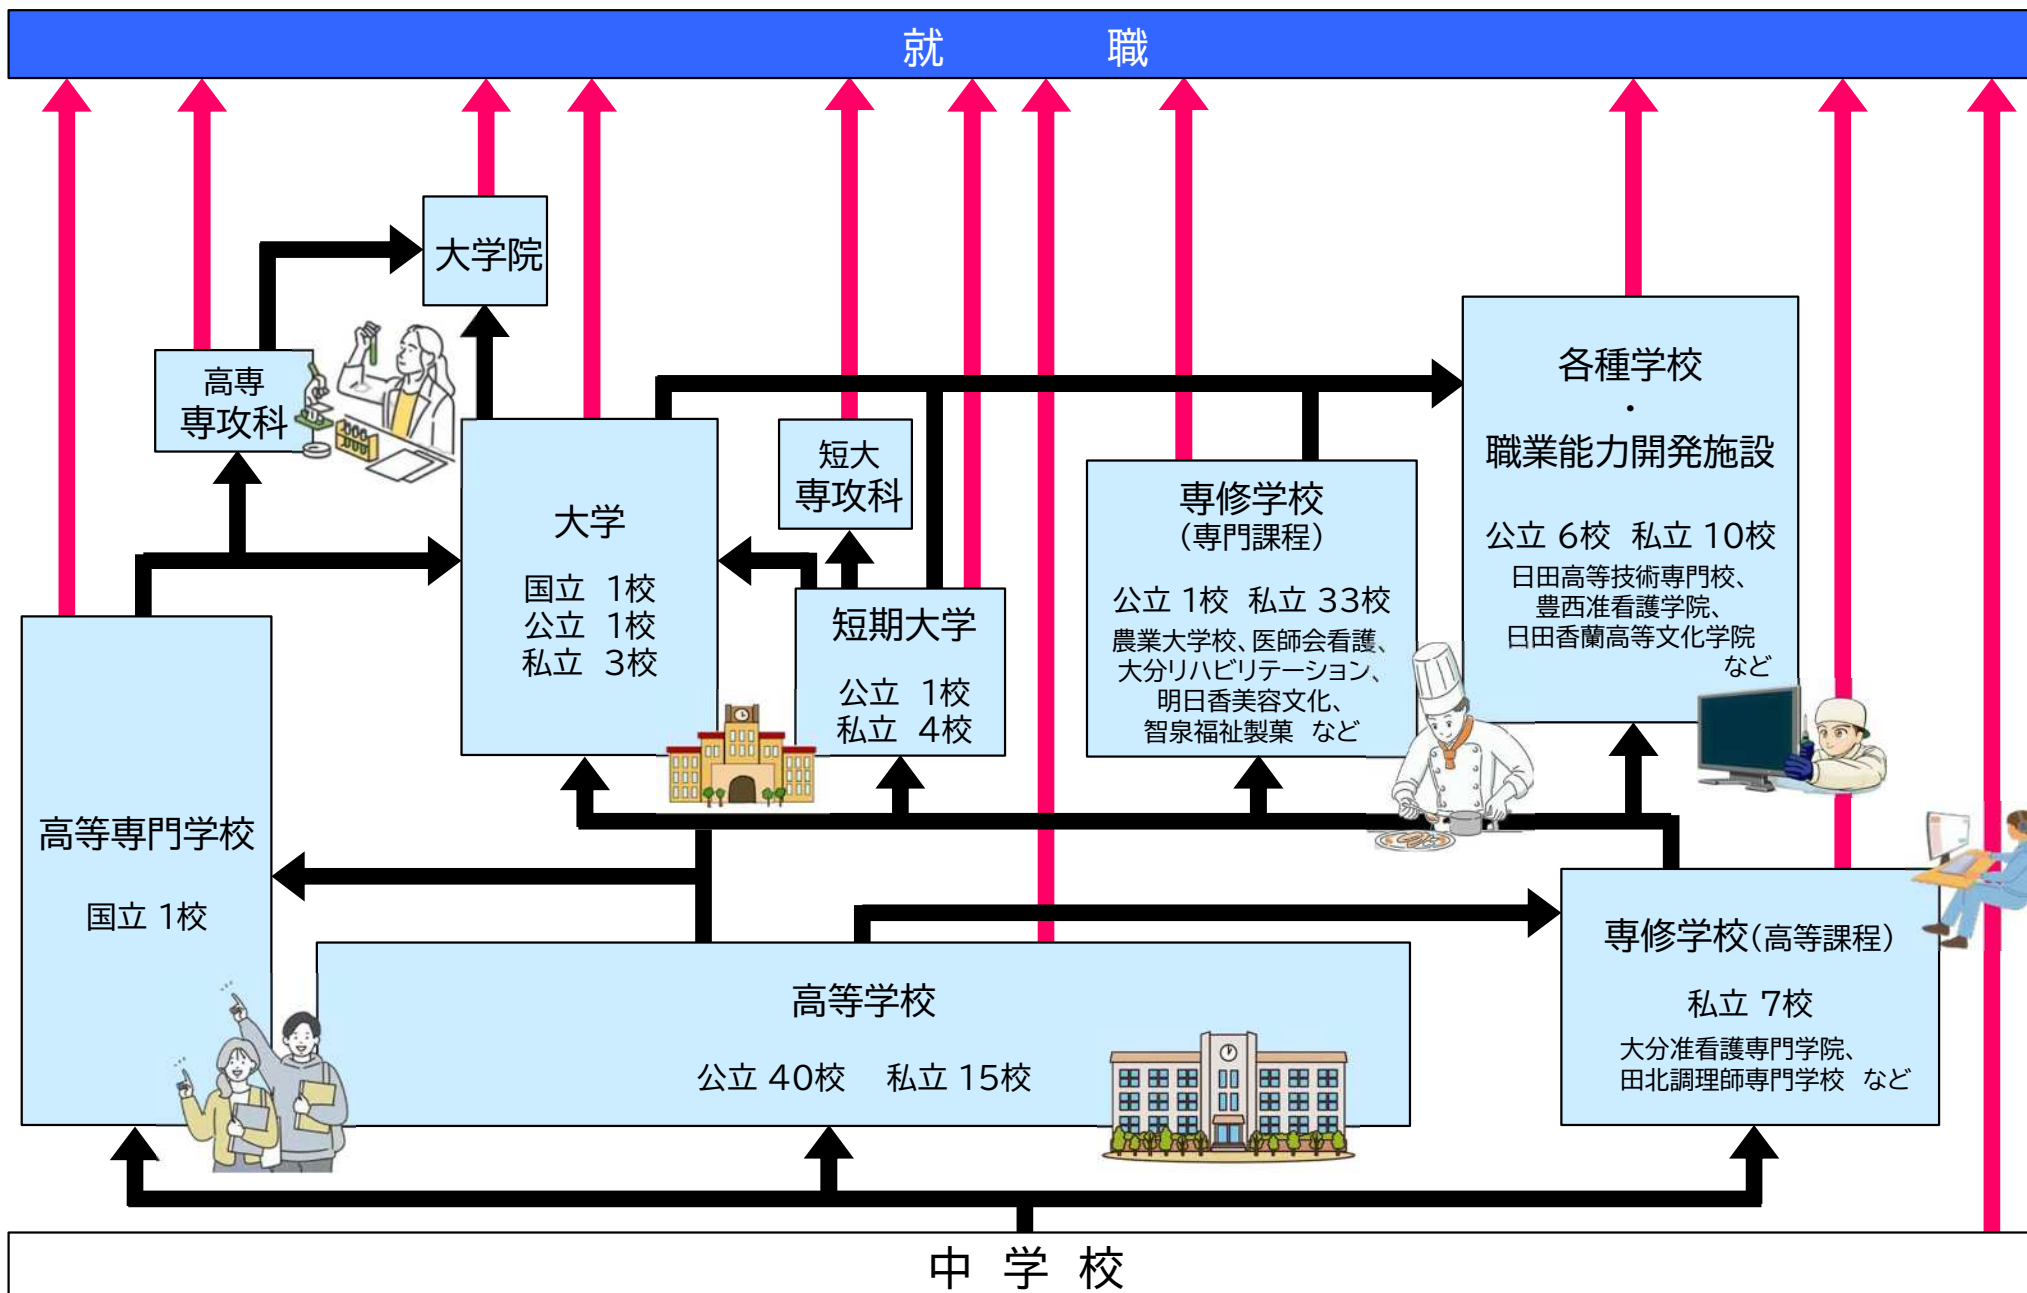 就 職
大学院
高専
専攻科
各種学校
・
職業能力開発施設
公立 6校 私立 10校
日田高等技術専門校、
豊西准看護学院、
日田香蘭高等文化学院
など
短大
専攻科
専修学校
(専門課程)
公立 1校 私立 33校
農業大学校、医師会看護、
大分リハビリテーション、
明日香美容文化、
智泉福祉製菓 など
大学
国立 1校
公立 1校
私立 3校
短期大学
公立 1校
私立 4校
高等専門学校
国立 1校
専修学校(高等課程)
私立 7校
大分准看護専門学院、
田北調理師専門学校 など
高等学校
公立 40校 私立 15校
中 学 校